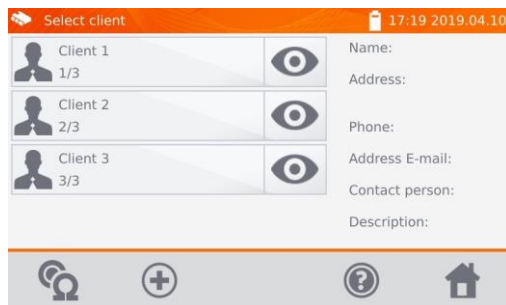 Select client
17:19 2019.04.10
Client 1
1/3
Client 2
2/3
Client 3
3/3
Name:
Address:
Phone:
Address E-mail:
Contact person:
Description: